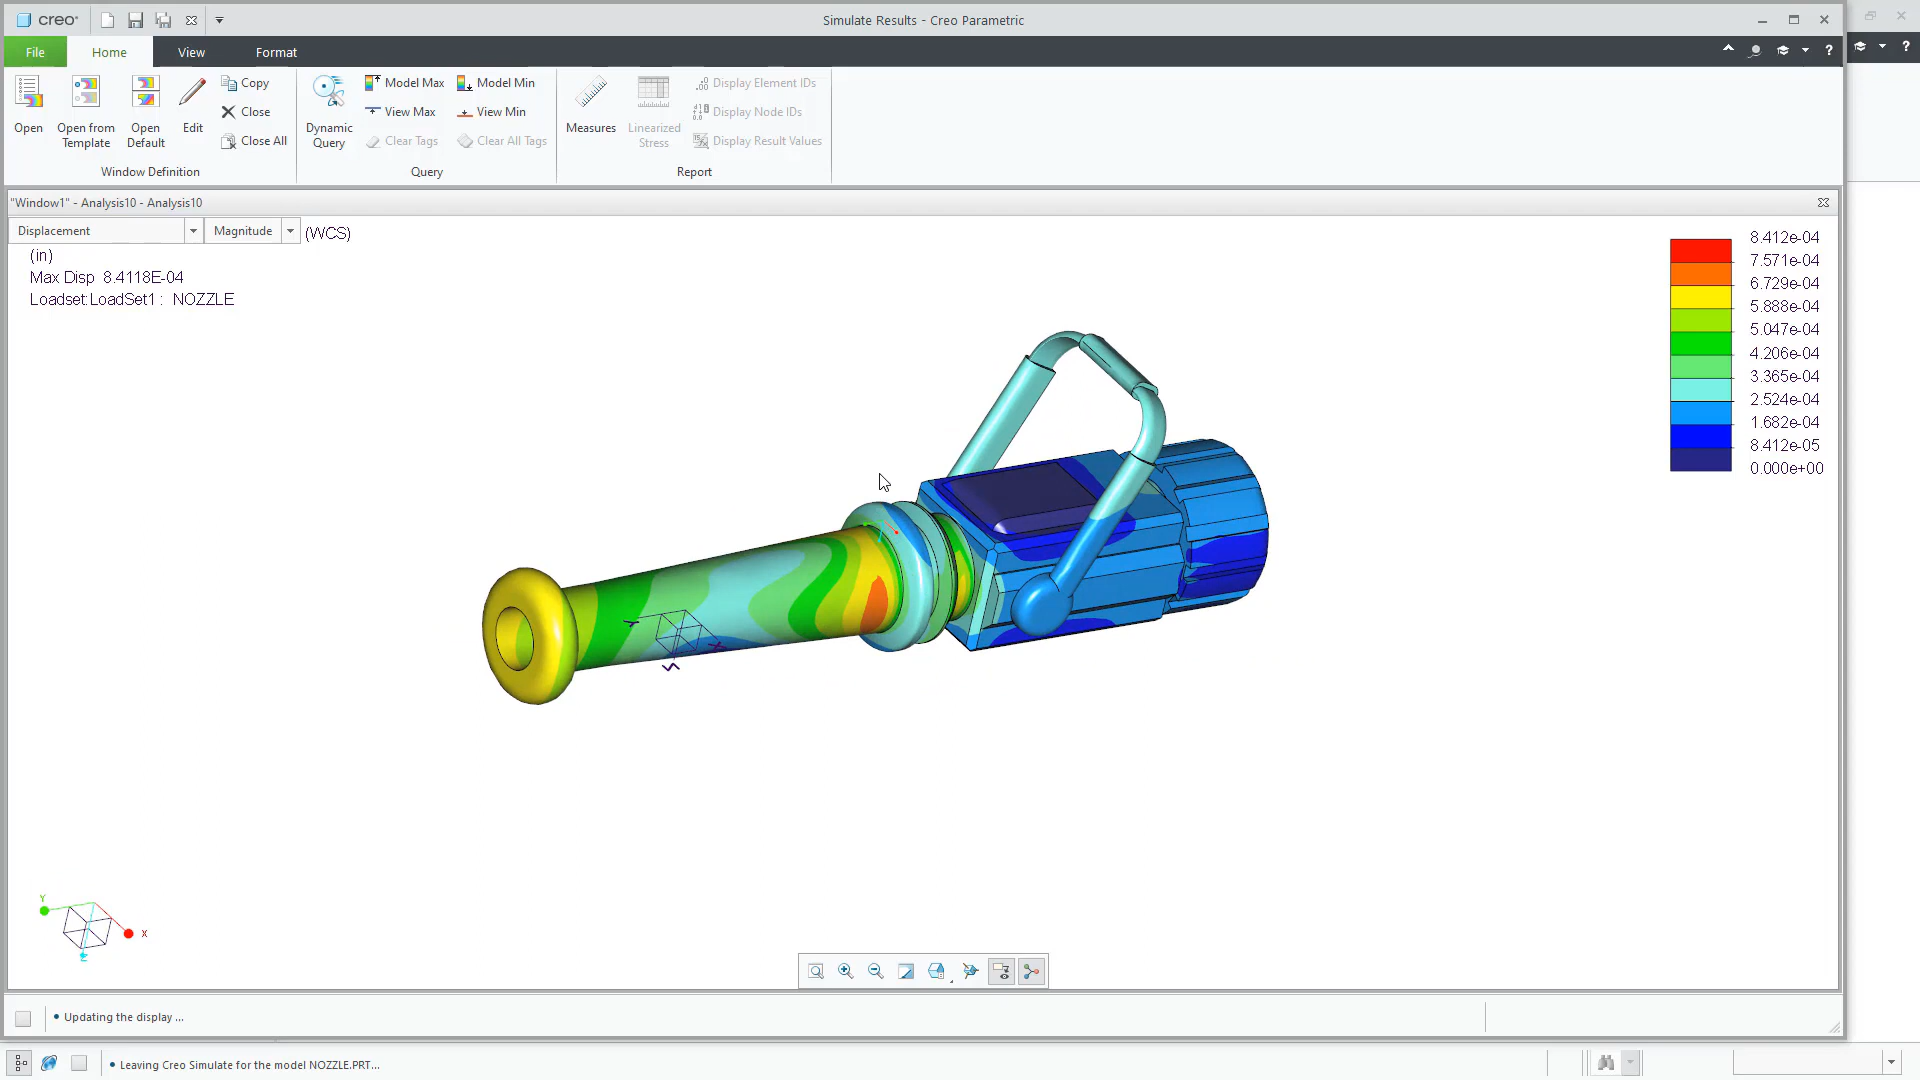 creo
Simulate Results - Creo Parametric
File
Home
View
Format
Open
Open from
Template
Open
Default
Edit
Copy
Close
Close All
Window Definition
Dynamic
Query
Model Max
View Max
Clear Tags
Model Min
View Min
Clear All Tags
Query
Measures
Linearized
Stress
Display Element IDs
Display Node IDs
Display Result Values
Report
"Window1" - Analysis10 - Analysis10
Displacement
Magnitude
(WCS)
(in)
Max Disp 8.4118E-04
Loadset:LoadSet1 : NOZZLE
8.412e-04
7.571e-04
6.729e-04
5.888e-04
5.047e-04
4.206e-04
3.365e-04
2.524e-04
1.682e-04
8.412e-05
0.000e+00
Y
X
Z
Y
X
• Updating the display ...
• Leaving Creo Simulate for the model NOZZLE.PRT...